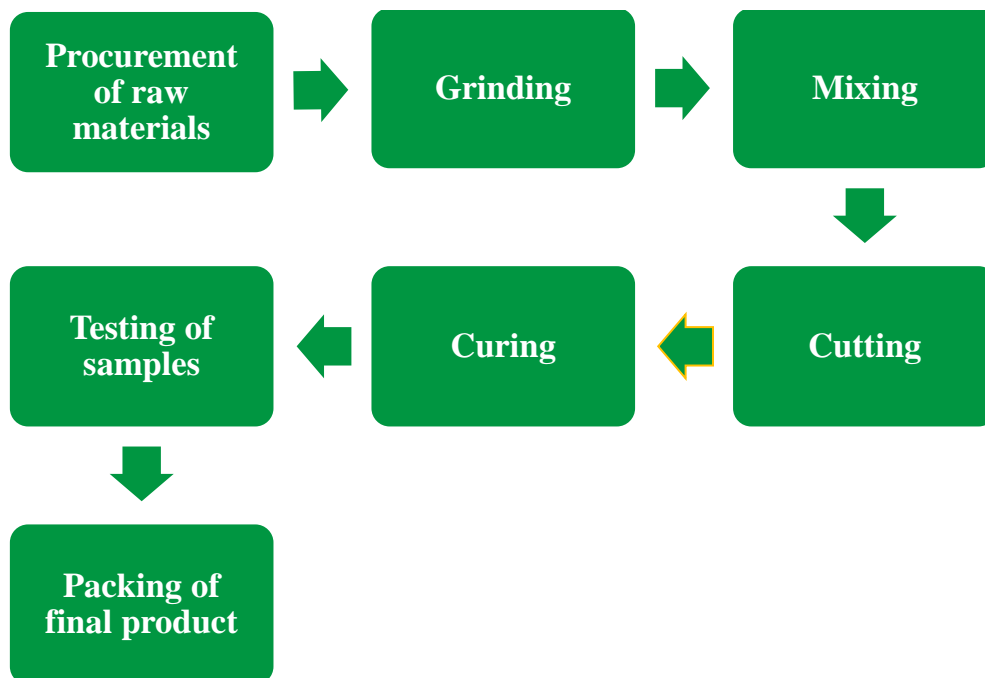 Procurement
of raw
materials
Grinding
Mixing
Cutting
Curing
Testing of
samples
Packing of
final product